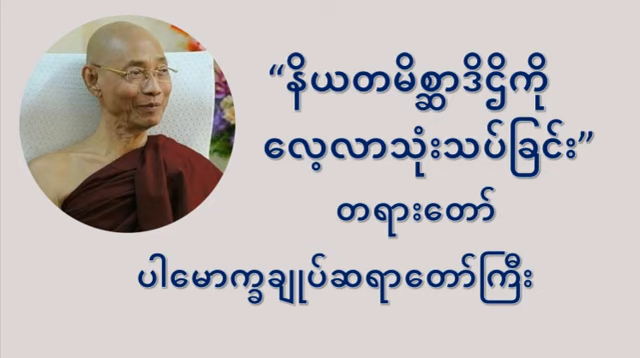 “နိယတမိစ္ဆာဒိဋ္ဌိကို
လေ့လာသုံးသပ်ခြင်း”
တရားတော်
ပါမောက္ခချုပ်ဆရာတော်ကြီး